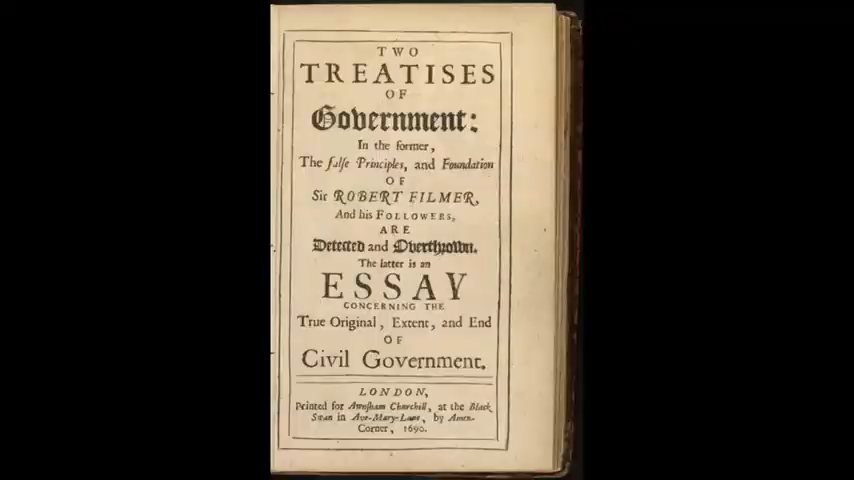 TWO
TREATISES
OF
Government:
In the former,
The false Principles, and Foundation
OF
Sir ROBERT FILMER,
And his FOLLOWERS,
ARE
Detected and Overthrown.
The latter is an
ESSAY
CONCERNING THE
True Original, Extent, and End
OF
Civil Government.
LONDON,
Printed for Awnsham Churchill, at the Black
Swan in Ave-Mary-Lane, by Amen-
Corner, 1690.